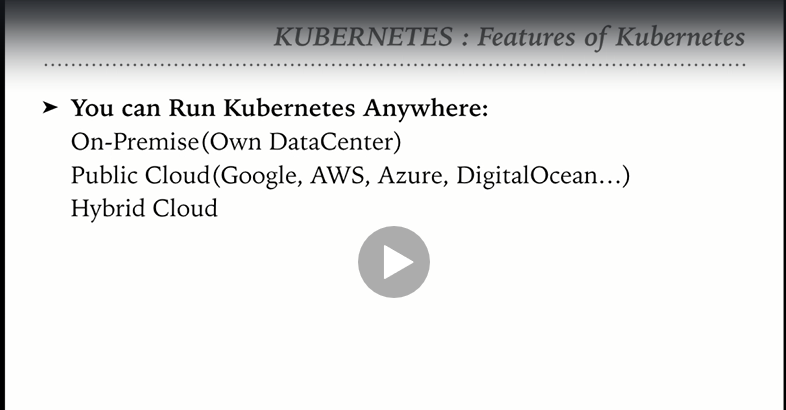 KUBERNETES : Features of Kubernetes
➤ You can Run Kubernetes Anywhere:
On-Premise(Own DataCenter)
Public Cloud(Google, AWS, Azure, DigitalOcean...)
Hybrid Cloud